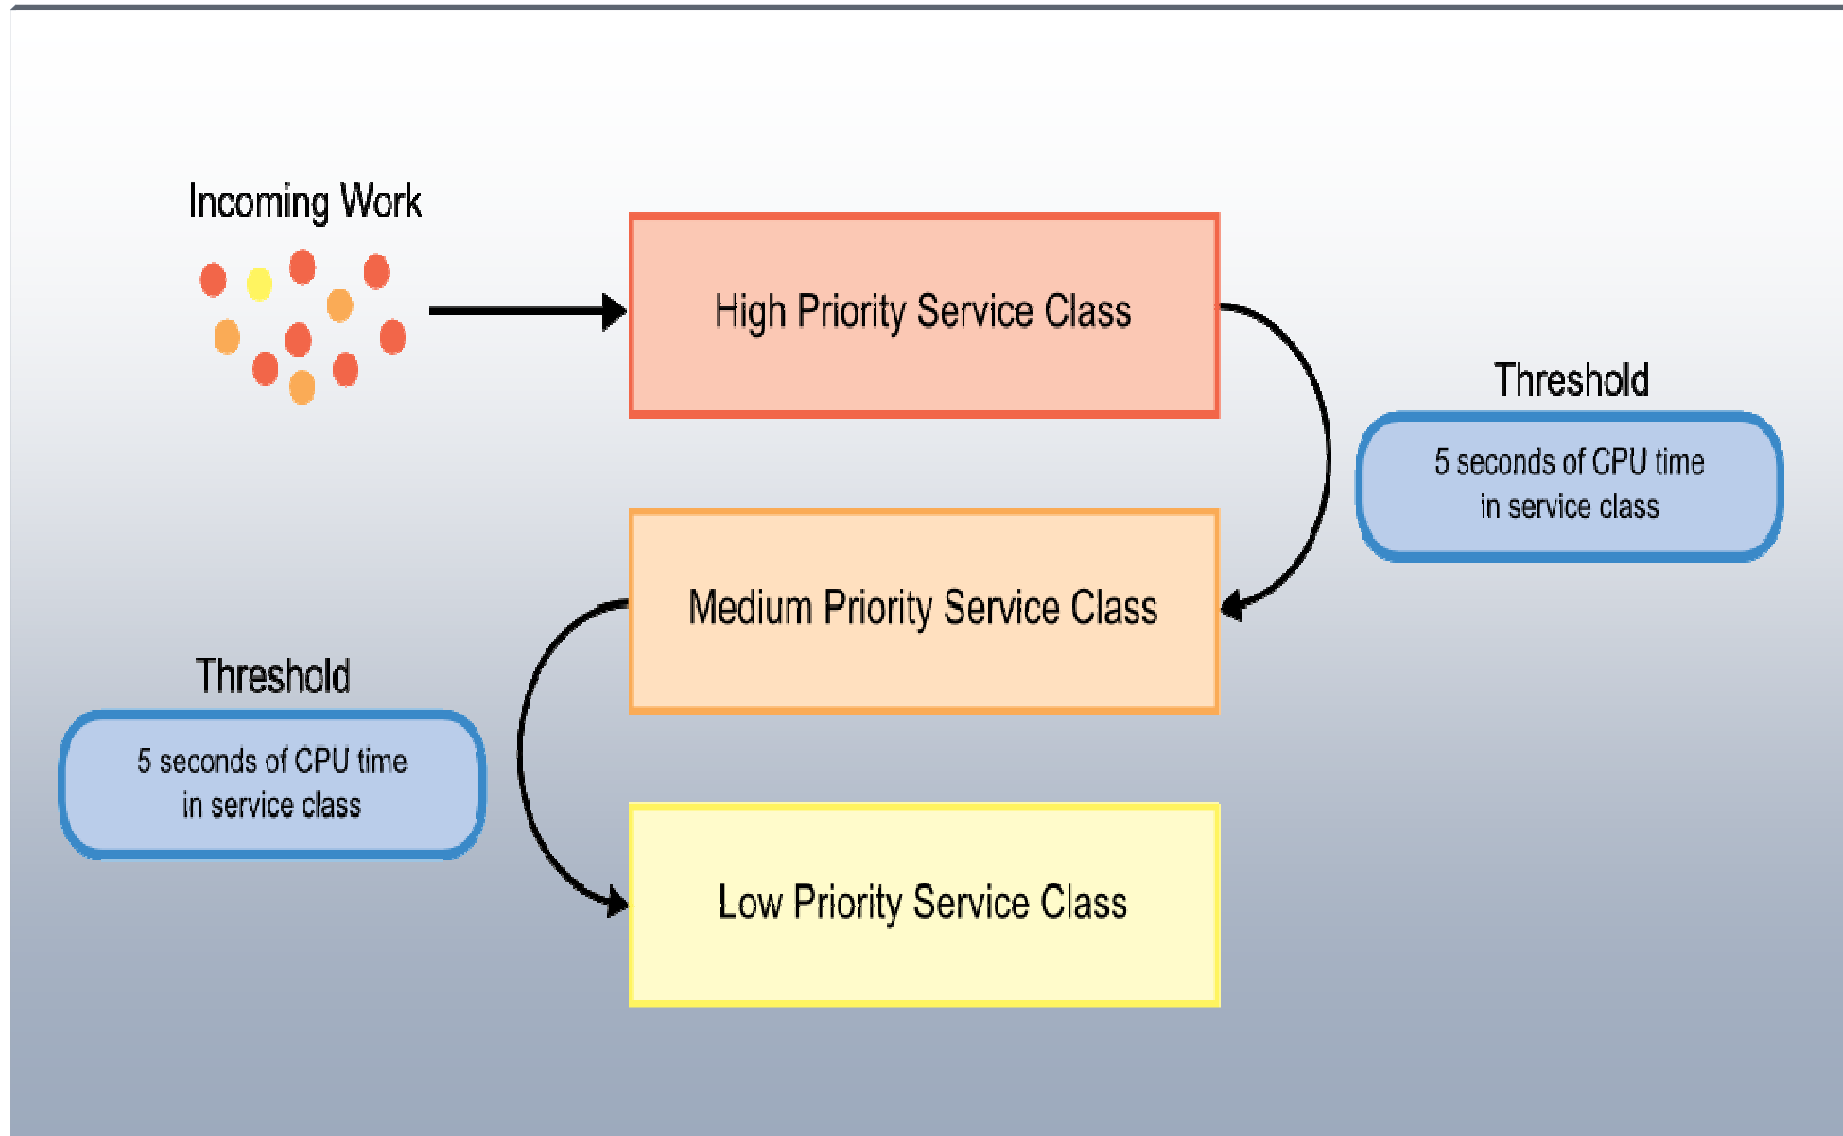 Incoming Work
High Priority Service Class
Threshold
5 seconds of CPU time
in service class
Medium Priority Service Class
Threshold
5 seconds of CPU time
in service class
Low Priority Service Class